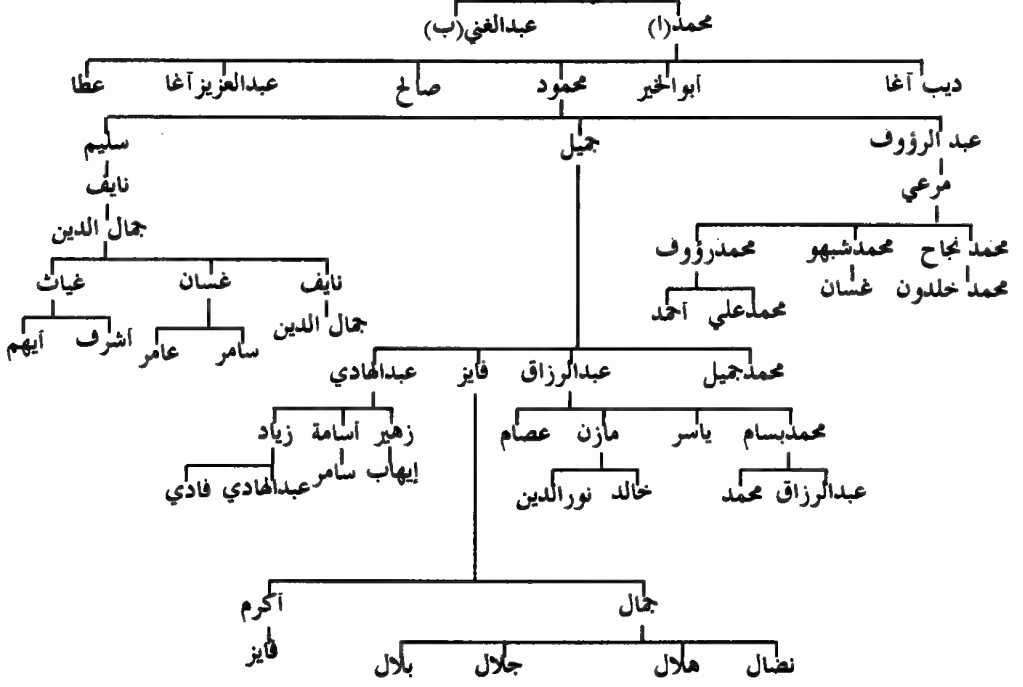 محمد(ا) عبدالغني(ب)
ديب آغا أبوالخير محمود صالح عبدالعزيزآغا عطا
عبد الرؤوف جميل سليم
مرعي نايف
جمال الدين
محمد نجاح محمدشبهو محمدرؤوف
نايف غسان غياث
محمد خلدون غسان محمدعلي أحمد
جمال الدين سامر عامر أشرف أيهم
محمدجميل عبدالرزاق فايز عبدالهادي
محمدبسام ياسر مازن عصام زهير أسامة زياد
إيهاب سامر
عبدالرزاق محمد خالد نورالدين عبدالهادي فادي
جمال أكرم
فايز
نضال هلال جلال بلال